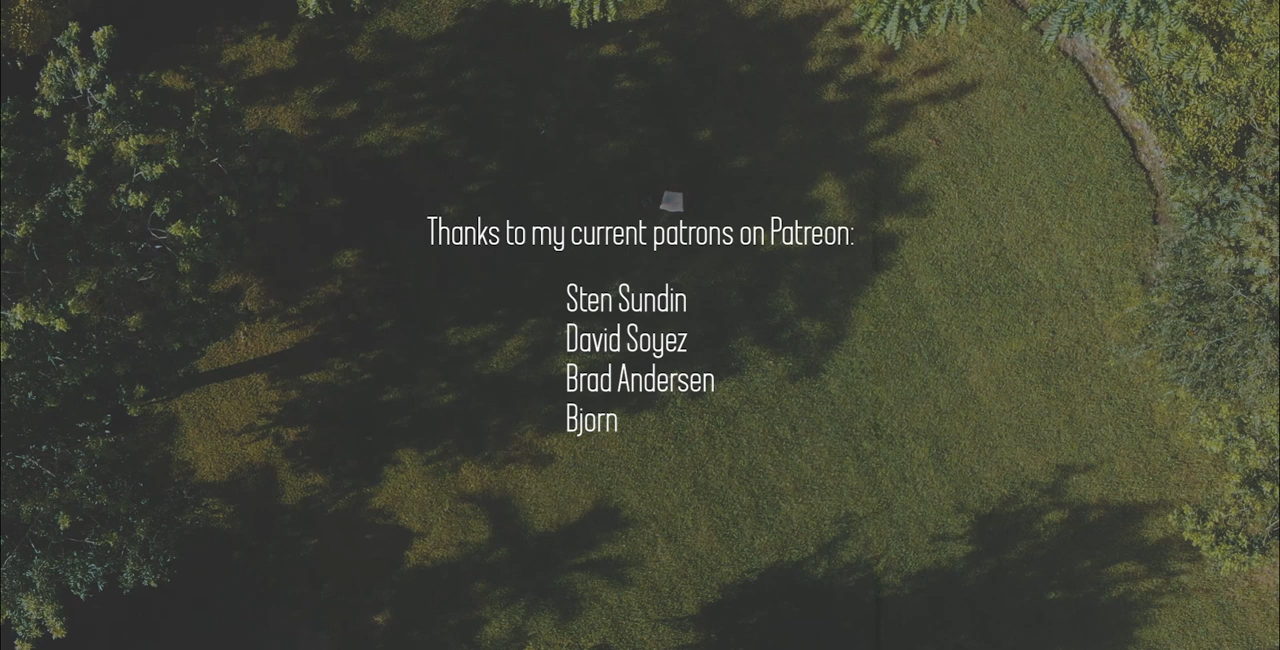 Thanks to my current patrons on Patreon:
Sten Sundin
David Soyez
Brad Andersen
Bjorn